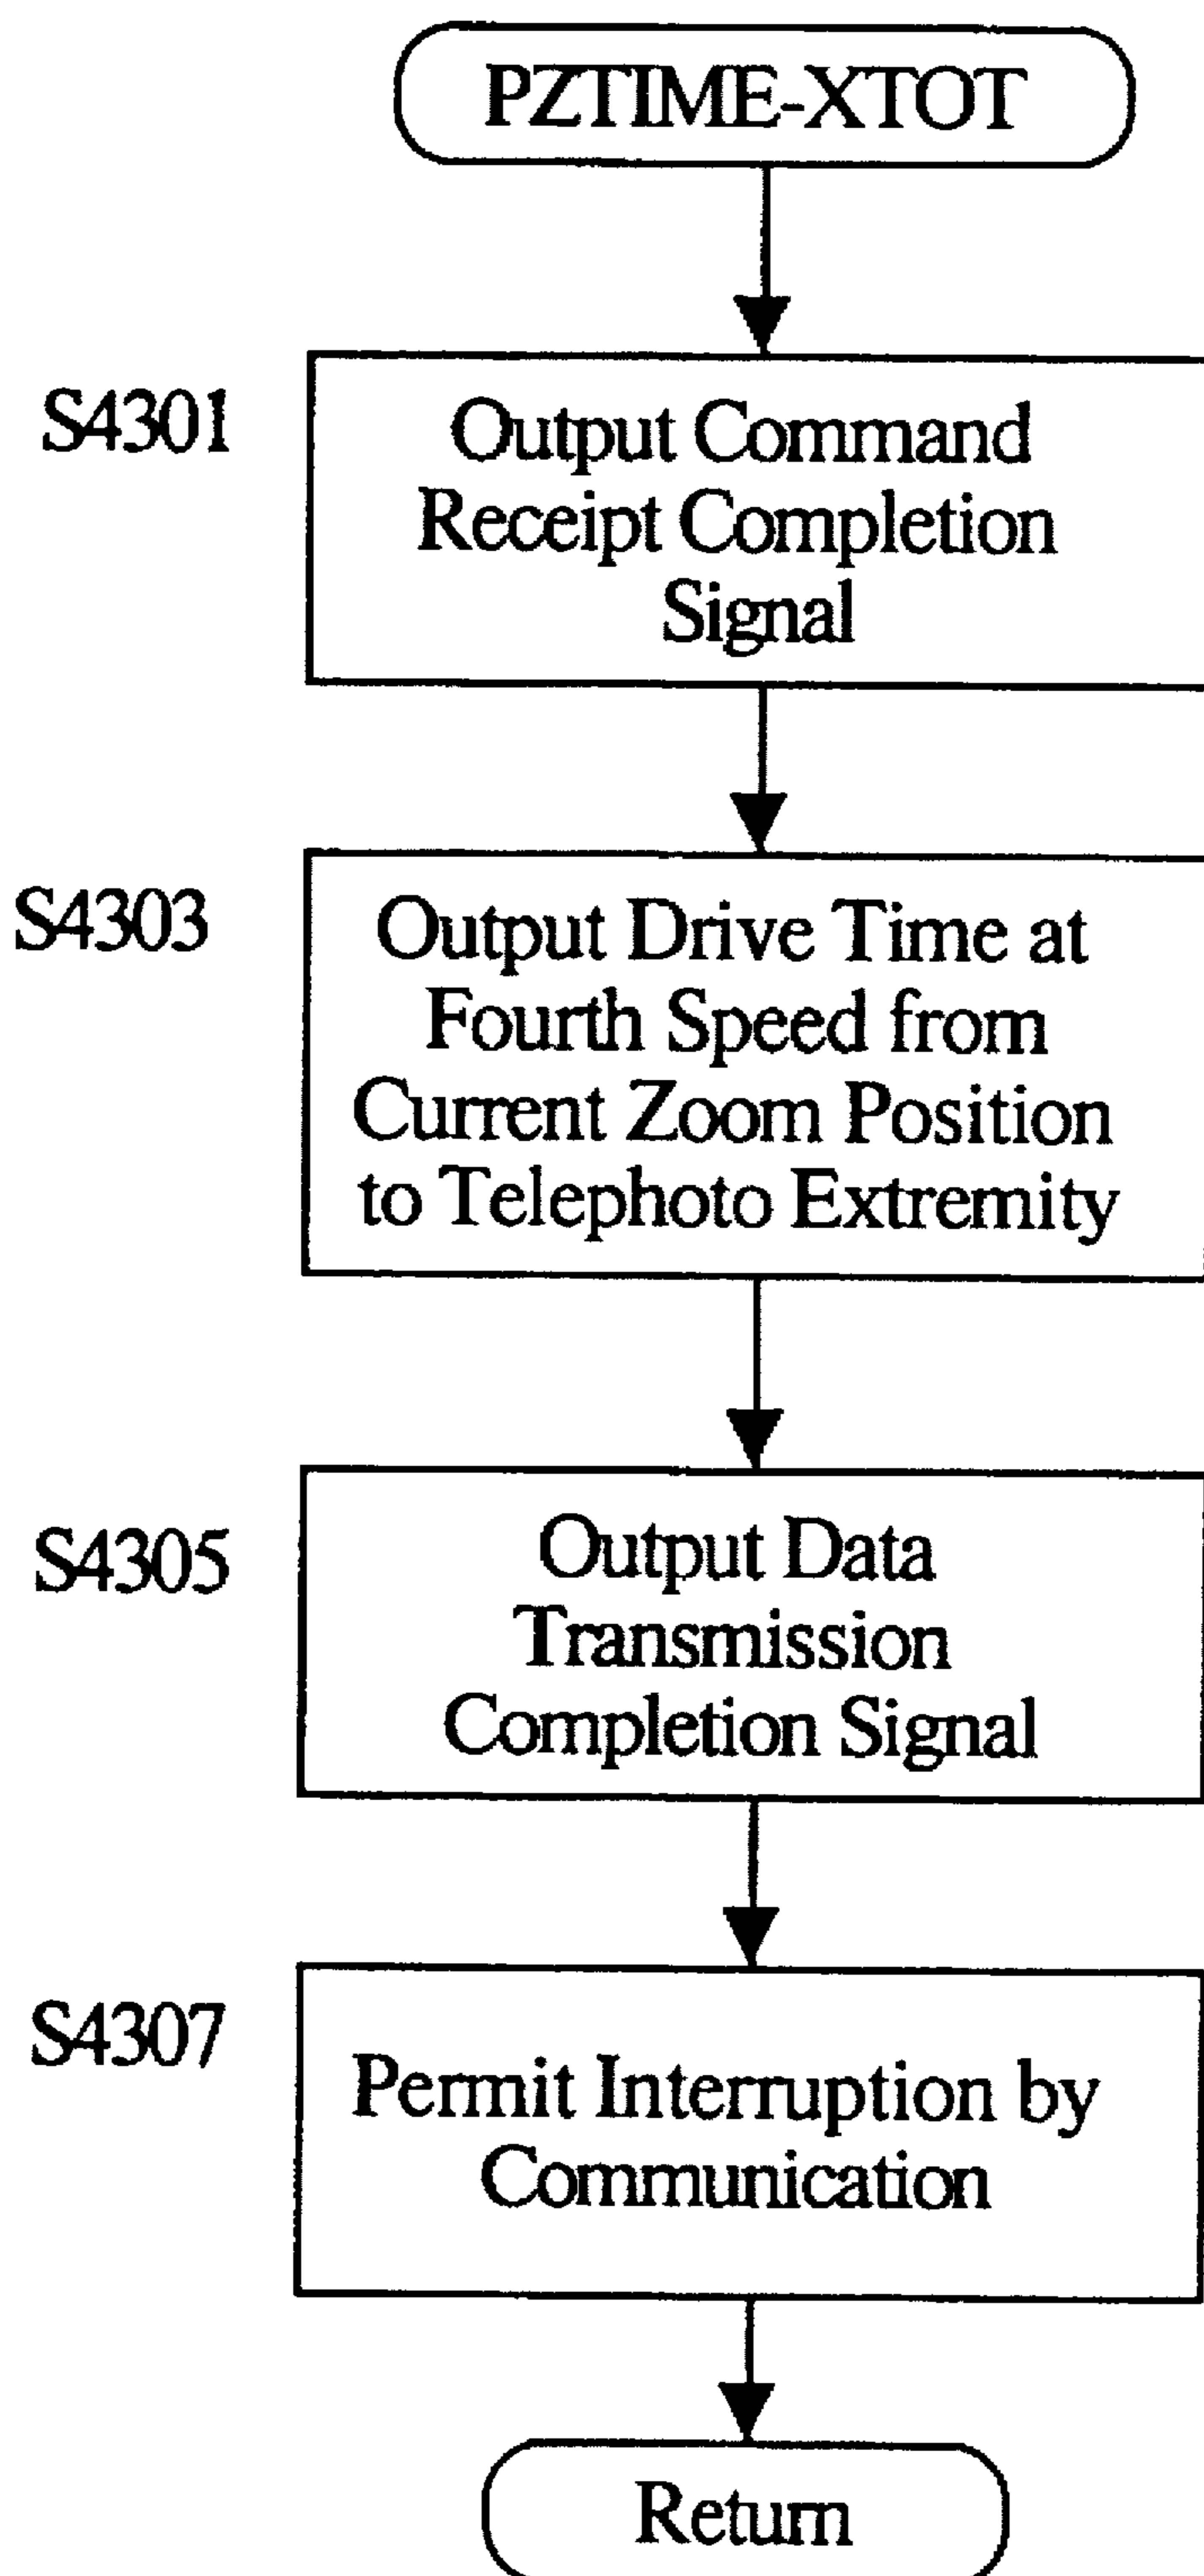 PZTIME-XTOT
S4301
Output Command
Receipt Completion
Signal
S4303
Output Drive Time at
Fourth Speed from
Current Zoom Position
to Telephoto Extremity
S4305
Output Data
Transmission
Completion Signal
S4307
Permit Interruption by
Communication
Return